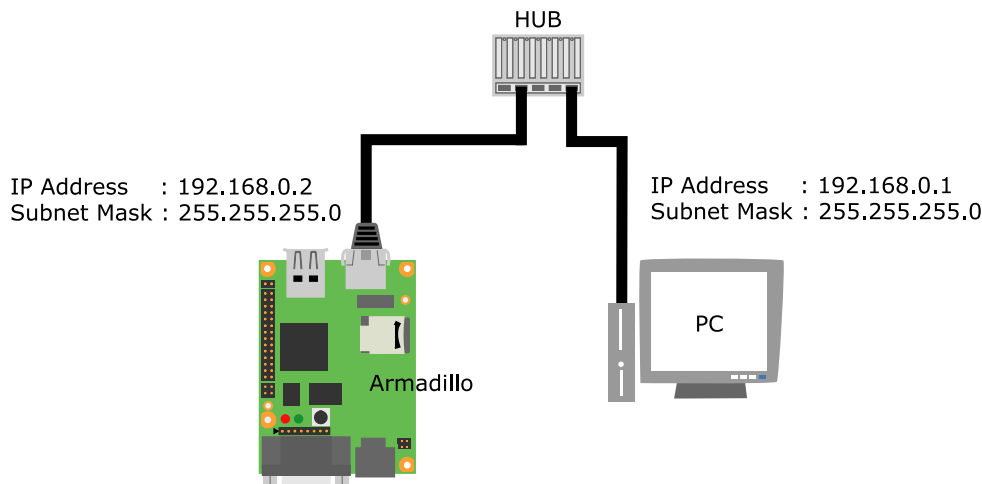 HUB
IP Address : 192.168.0.2
Subnet Mask : 255.255.255.0
IP Address : 192.168.0.1
Subnet Mask : 255.255.255.0
PC
Armadillo